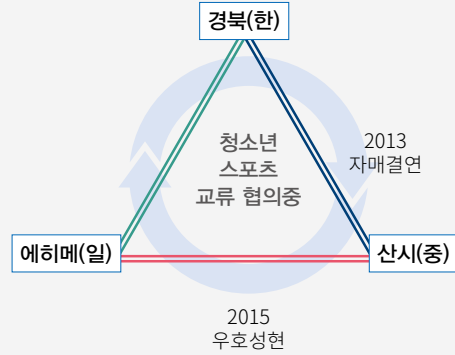 경북(한)
청소년
스포츠
교류 협의중
2013
자매결연
에히메(일)
산시(중)
2015
우호성현